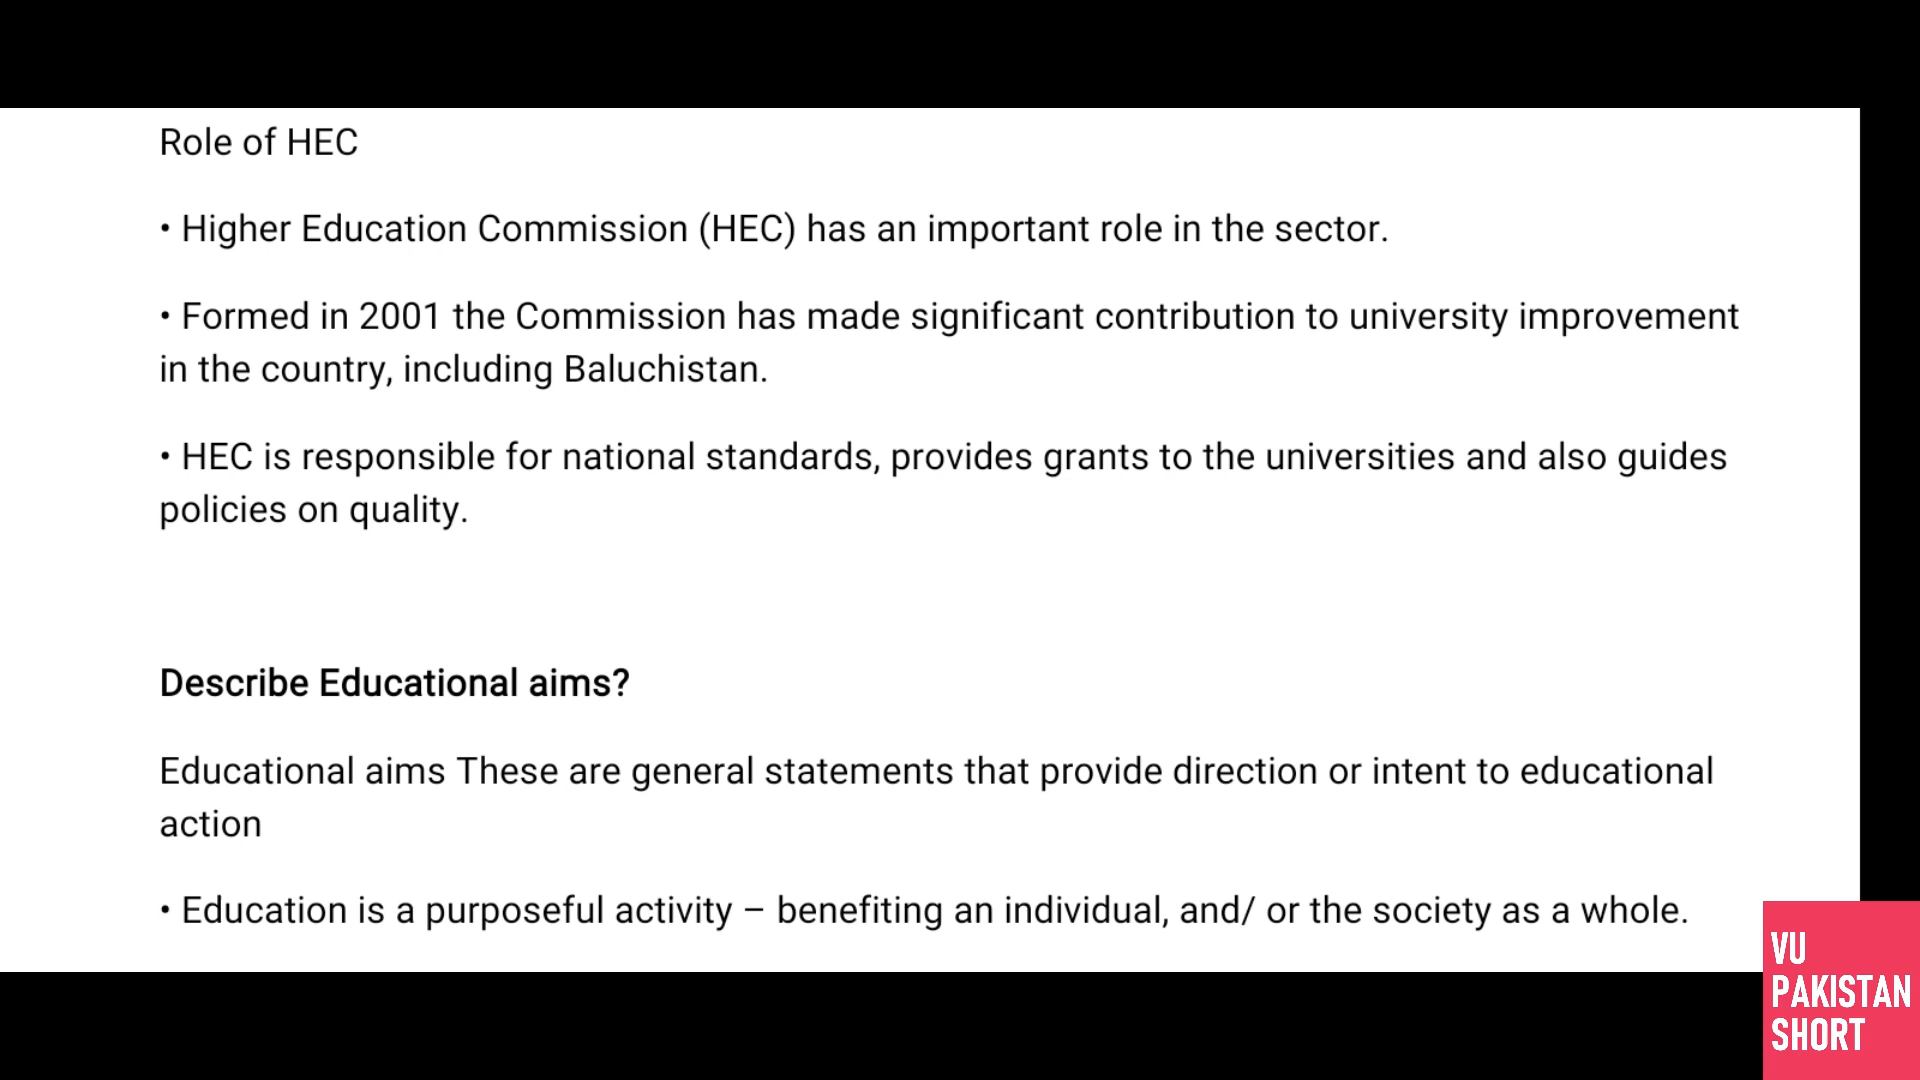 Role of HEC
• Higher Education Commission (HEC) has an important role in the sector.
• Formed in 2001 the Commission has made significant contribution to university improvement
in the country, including Baluchistan.
• HEC is responsible for national standards, provides grants to the universities and also guides
policies on quality.
Describe Educational aims?
Educational aims These are general statements that provide direction or intent to educational
action
• Education is a purposeful activity – benefiting an individual, and/ or the society as a whole.
VU
PAKISTAN
SHORT